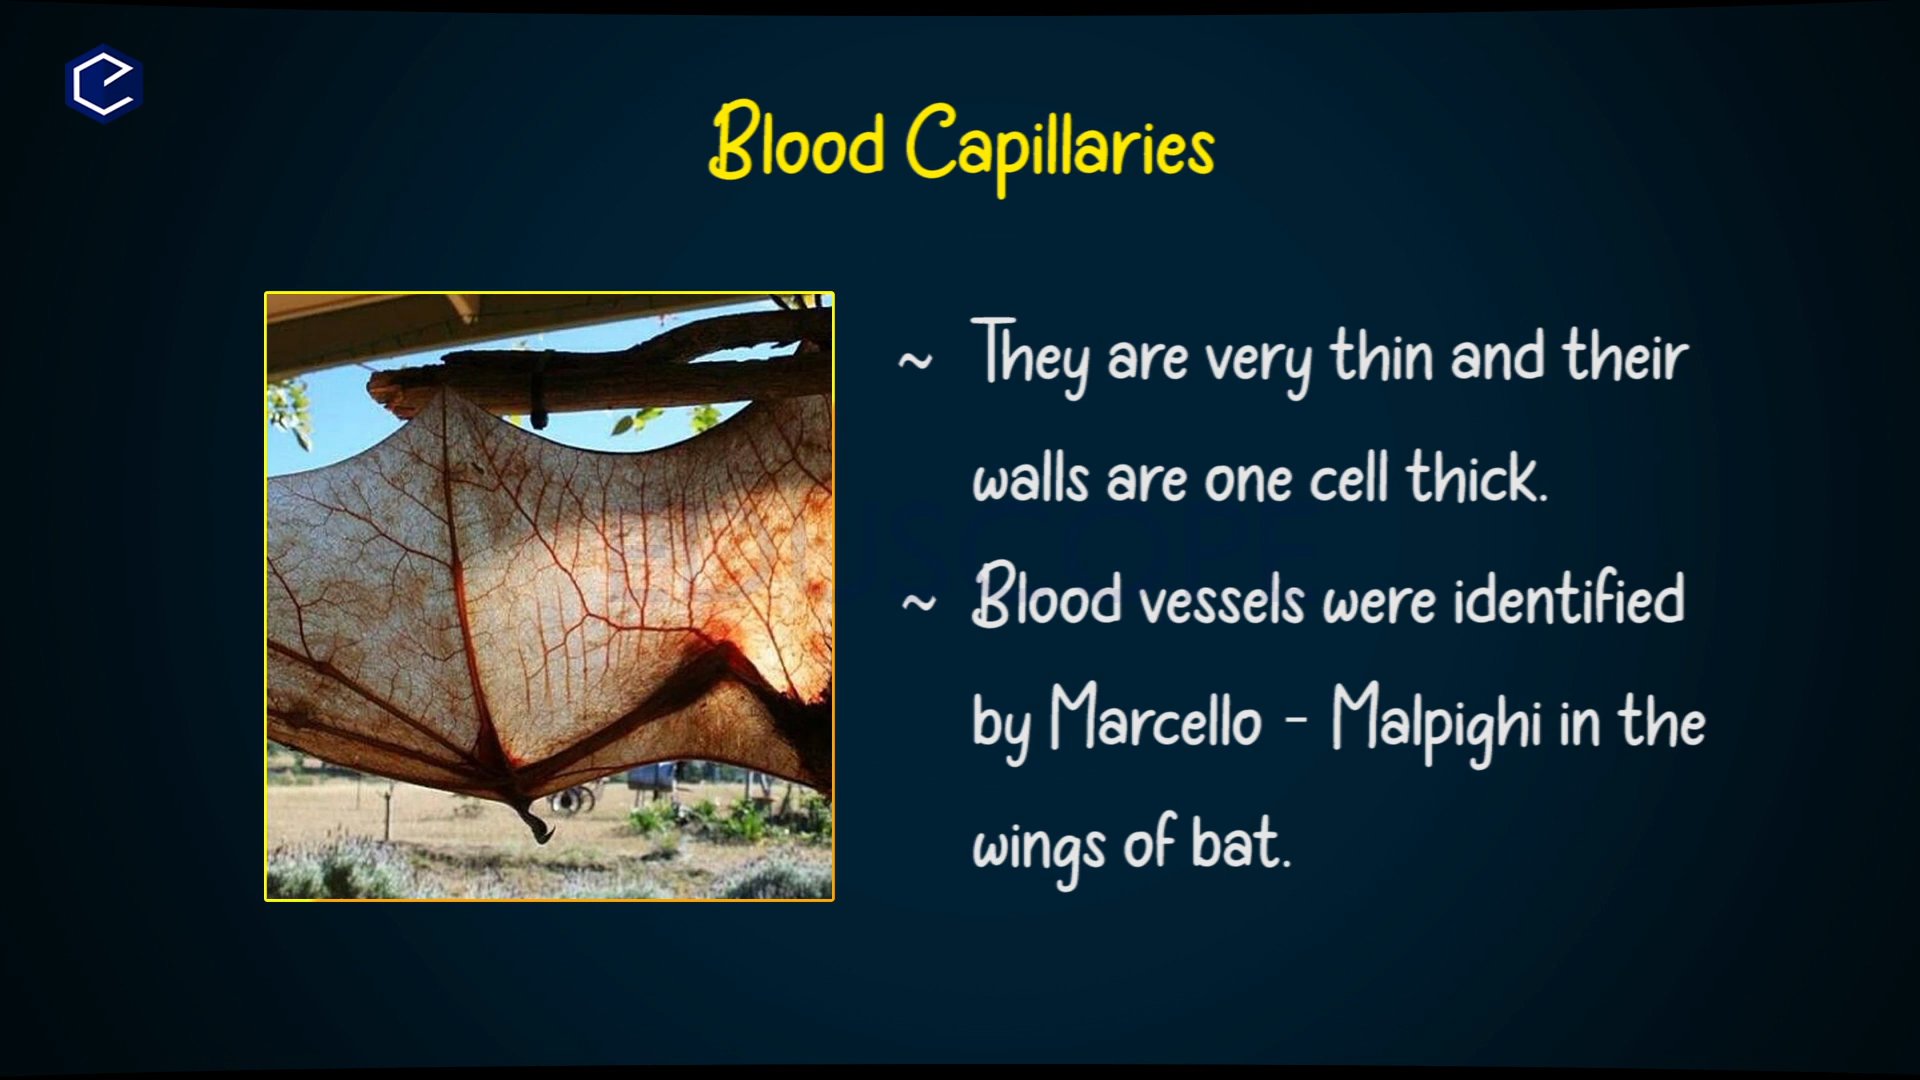 Blood Capillaries
~ They are very thin and their
walls are one cell thick.
~ Blood vessels were identified
by Marcello - Malpighi in the
wings of bat.